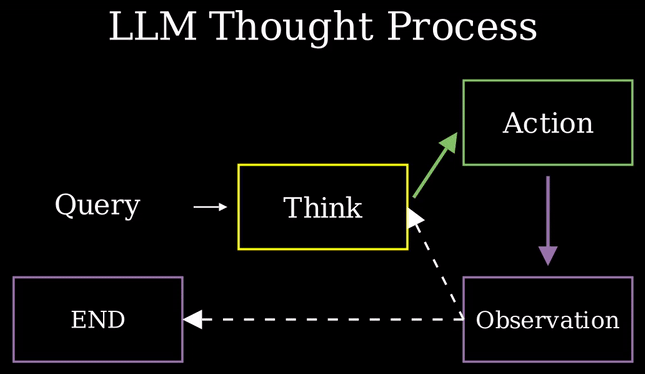 LLM Thought Process
Action
Query
Think
END
Observation